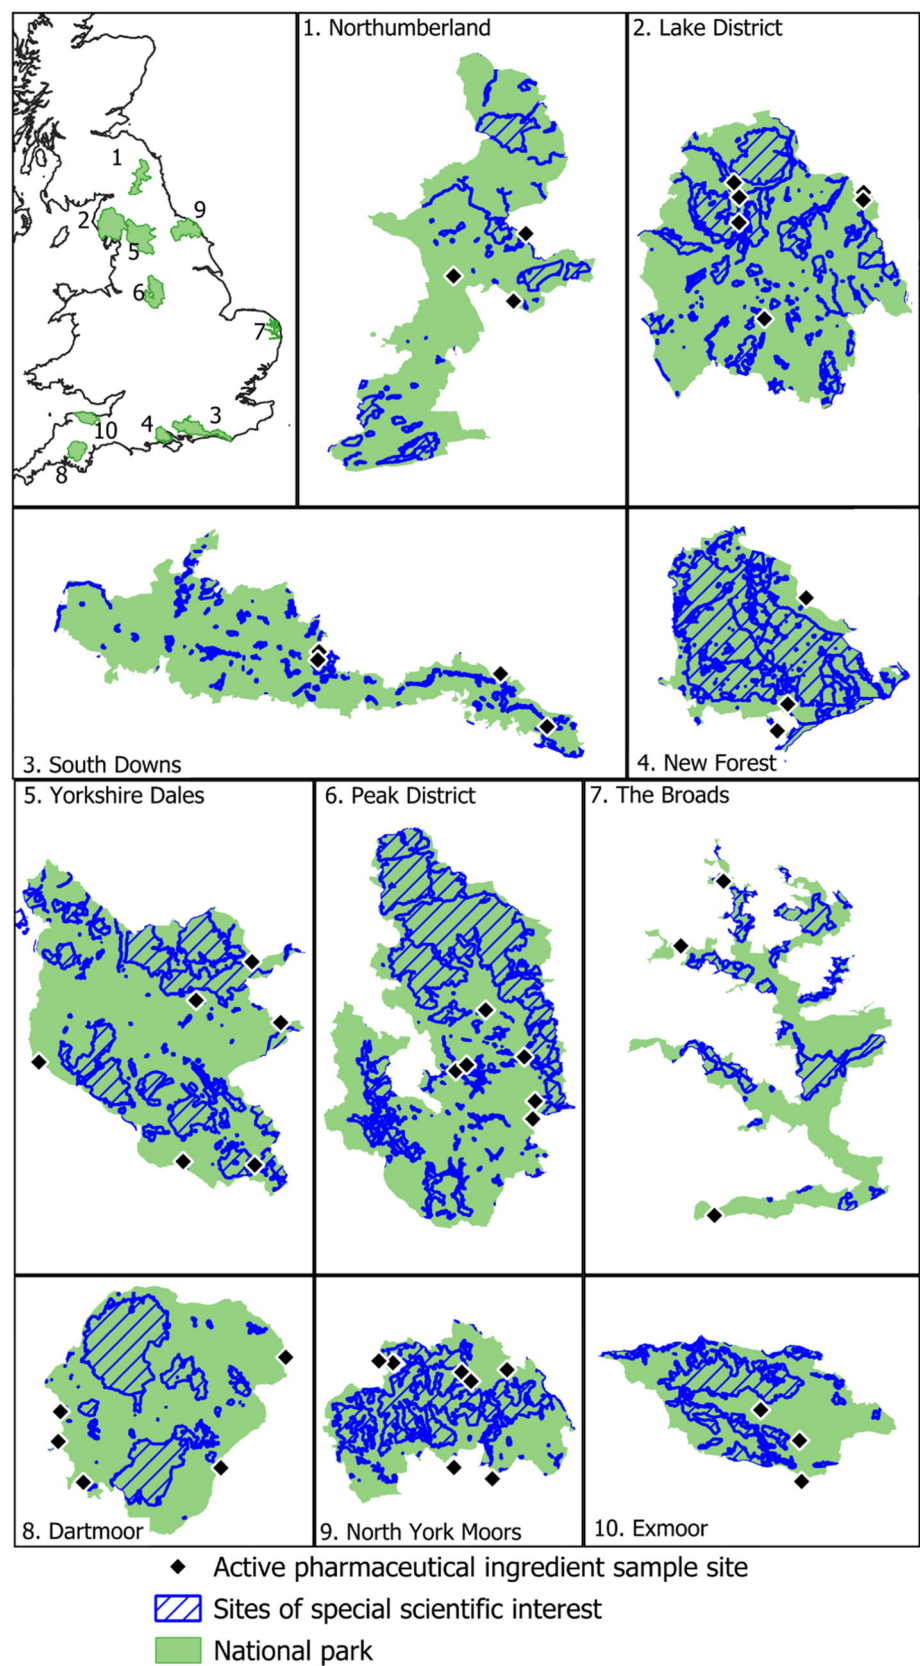 1. Northumberland
2. Lake District
1
2
9
5
6
7
4
3
10
8
3. South Downs
4. New Forest
5. Yorkshire Dales
6. Peak District
7. The Broads
8. Dartmoor
9. North York Moors
10. Exmoor
Active pharmaceutical ingredient sample site
Sites of special scientific interest
National park